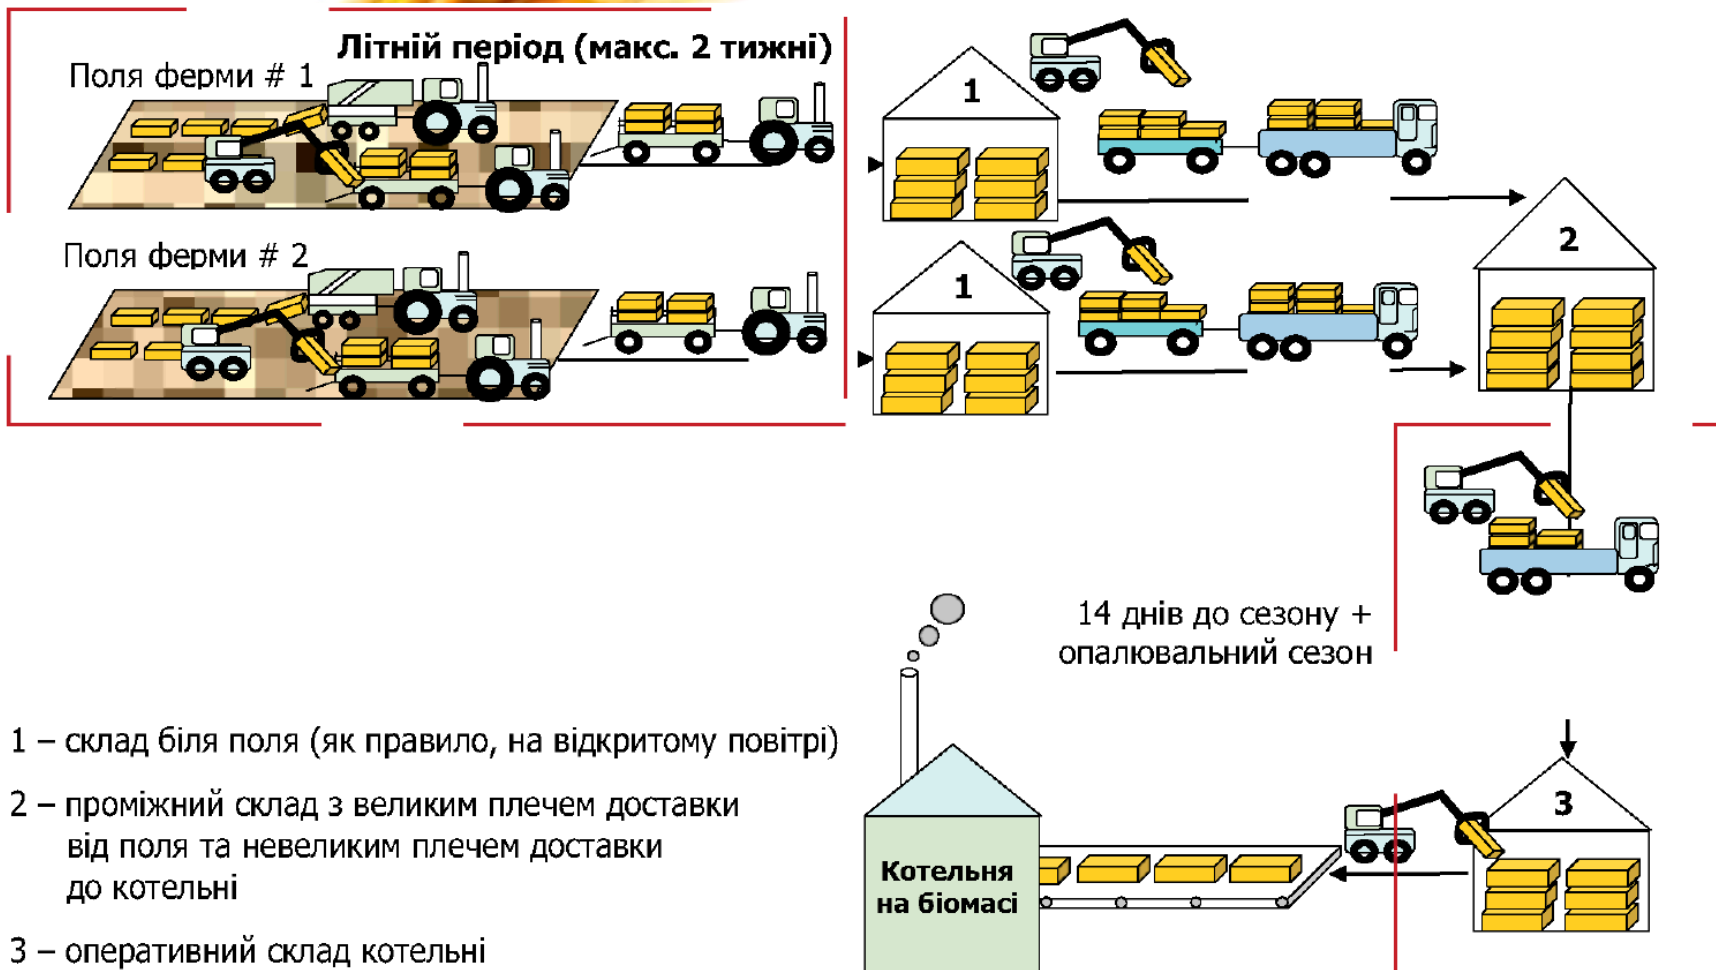 Літній період (макс. 2 тижні)
Поля ферми # 1
1
Поля ферми # 2
1
2
14 днів до сезону +
опалювальний сезон
1 – склад біля поля (як правило, на відкритому повітрі)
2 – проміжний склад з великим плечем доставки
від поля та невеликим плечем доставки
до котельні
3 – оперативний склад котельні
3
Котельня
на біомасі